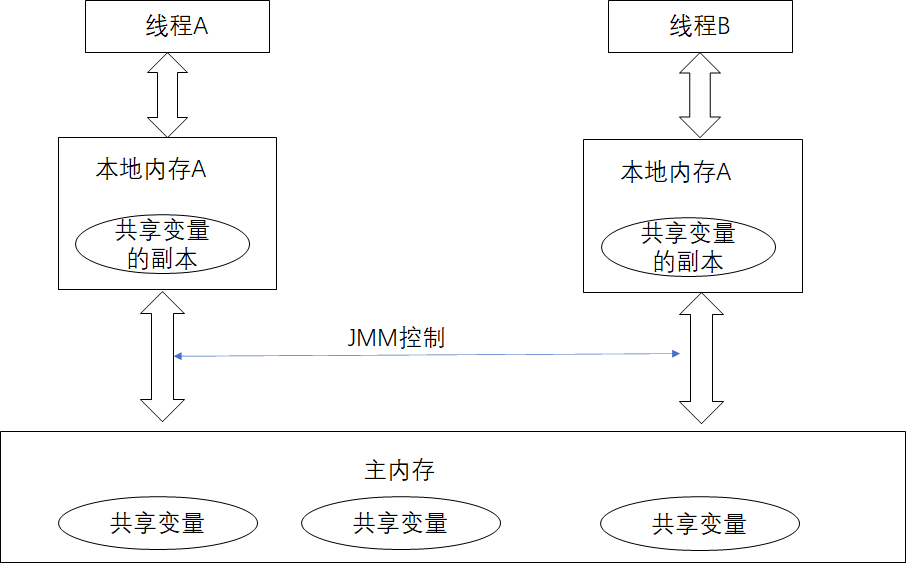 线程A
线程B
本地内存A
本地内存A
共享变量
的副本
共享变量
的副本
JMM控制
主内存
共享变量
共享变量
共享变量